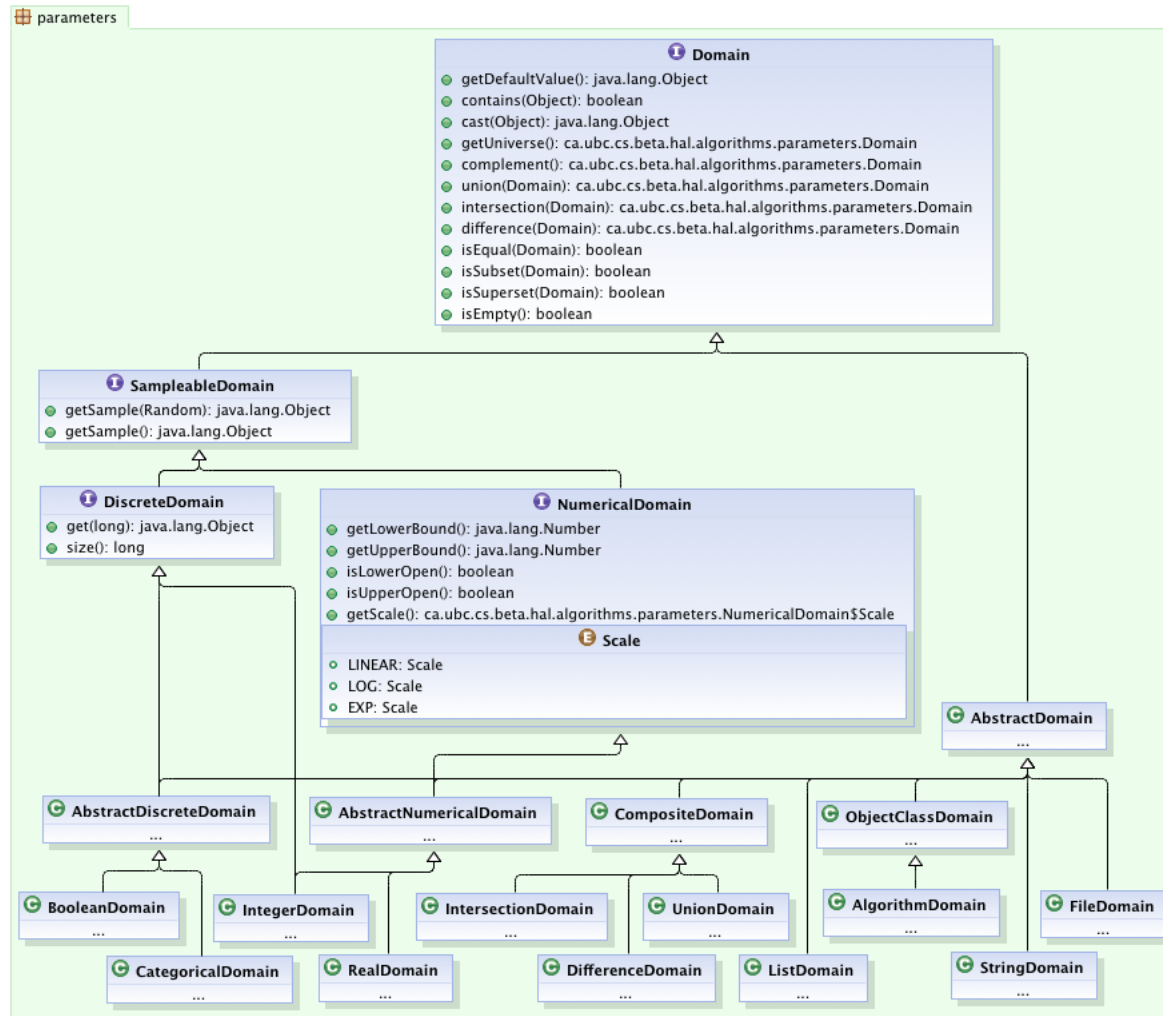 parameters
Domain
getDefaultValue(): java.lang.Object
contains(Object): boolean
cast(Object): java.lang.Object
getUniverse(): ca.ubc.cs.beta.hal.algorithms.parameters.Domain
complement(): ca.ubc.cs.beta.hal.algorithms.parameters.Domain
union(Domain): ca.ubc.cs.beta.hal.algorithms.parameters.Domain
intersection(Domain): ca.ubc.cs.beta.hal.algorithms.parameters.Domain
difference(Domain): ca.ubc.cs.beta.hal.algorithms.parameters.Domain
isEqual(Domain): boolean
isSubset(Domain): boolean
isSuperset(Domain): boolean
isEmpty(): boolean
SampleableDomain
getSample(Random): java.lang.Object
getSample(): java.lang.Object
DiscreteDomain
get(long): java.lang.Object
size(): long
NumericalDomain
getLowerBound(): java.lang.Number
getUpperBound(): java.lang.Number
isLowerOpen(): boolean
isUpperOpen(): boolean
getScale(): ca.ubc.cs.beta.hal.algorithms.parameters.NumericalDomain$Scale
Scale
LINEAR: Scale
LOG: Scale
EXP: Scale
AbstractDomain
...
AbstractDiscreteDomain
...
AbstractNumericalDomain
...
CompositeDomain
...
ObjectClassDomain
...
BooleanDomain
...
IntegerDomain
...
IntersectionDomain
...
UnionDomain
...
AlgorithmDomain
...
FileDomain
...
CategoricalDomain
...
RealDomain
...
DifferenceDomain
...
ListDomain
...
StringDomain
...